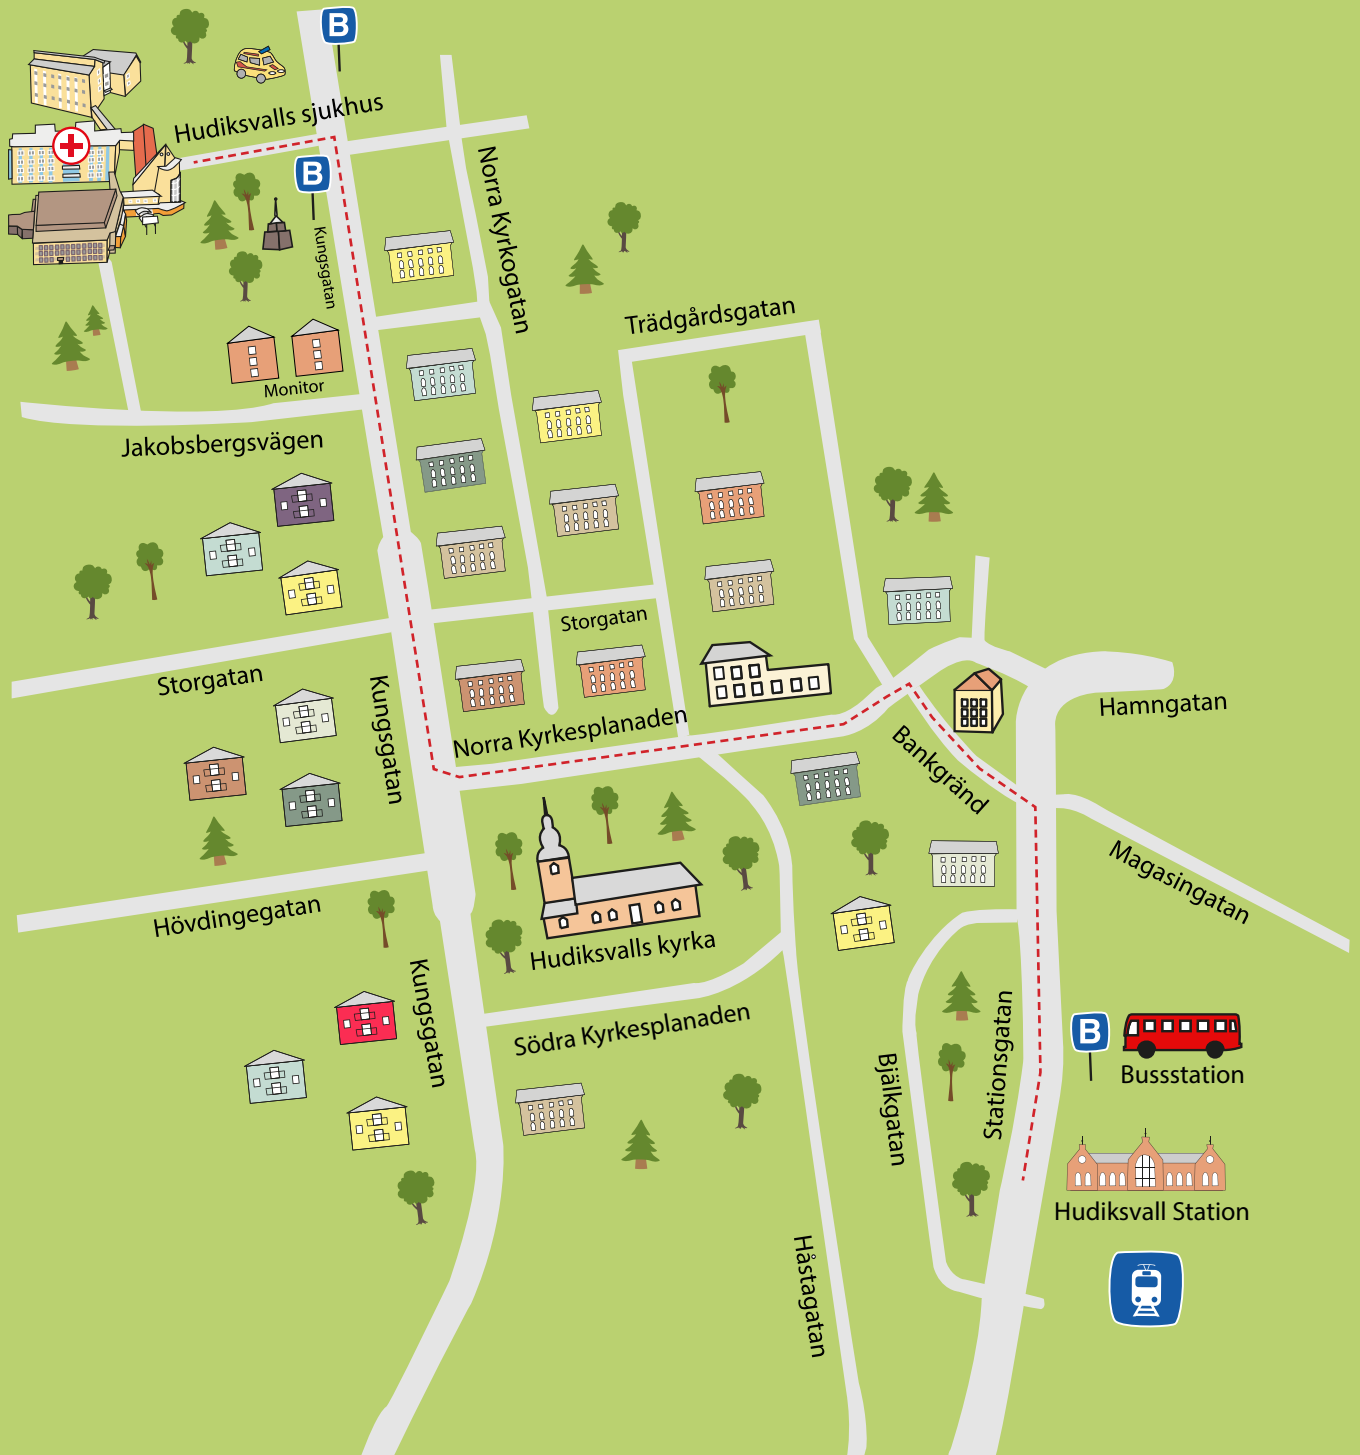 B
Hudiksvalls sjukhus
B
Kungsgatan
Norra Kyrkogatan
Trädgårdsgatan
Monitor
Jakobsbergsvägen
Storgatan
Storgatan
Kungsgatan
Norra Kyrkesplanaden
Hamngatan
Bankgränd
Magasingatan
Hövdingegatan
Hudiksvalls kyrka
Kungsgatan
Södra Kyrkesplanaden
Stationsgatan
B
Bussstation
Bjälkgatan
Hudiksvall Station
Håstagatan